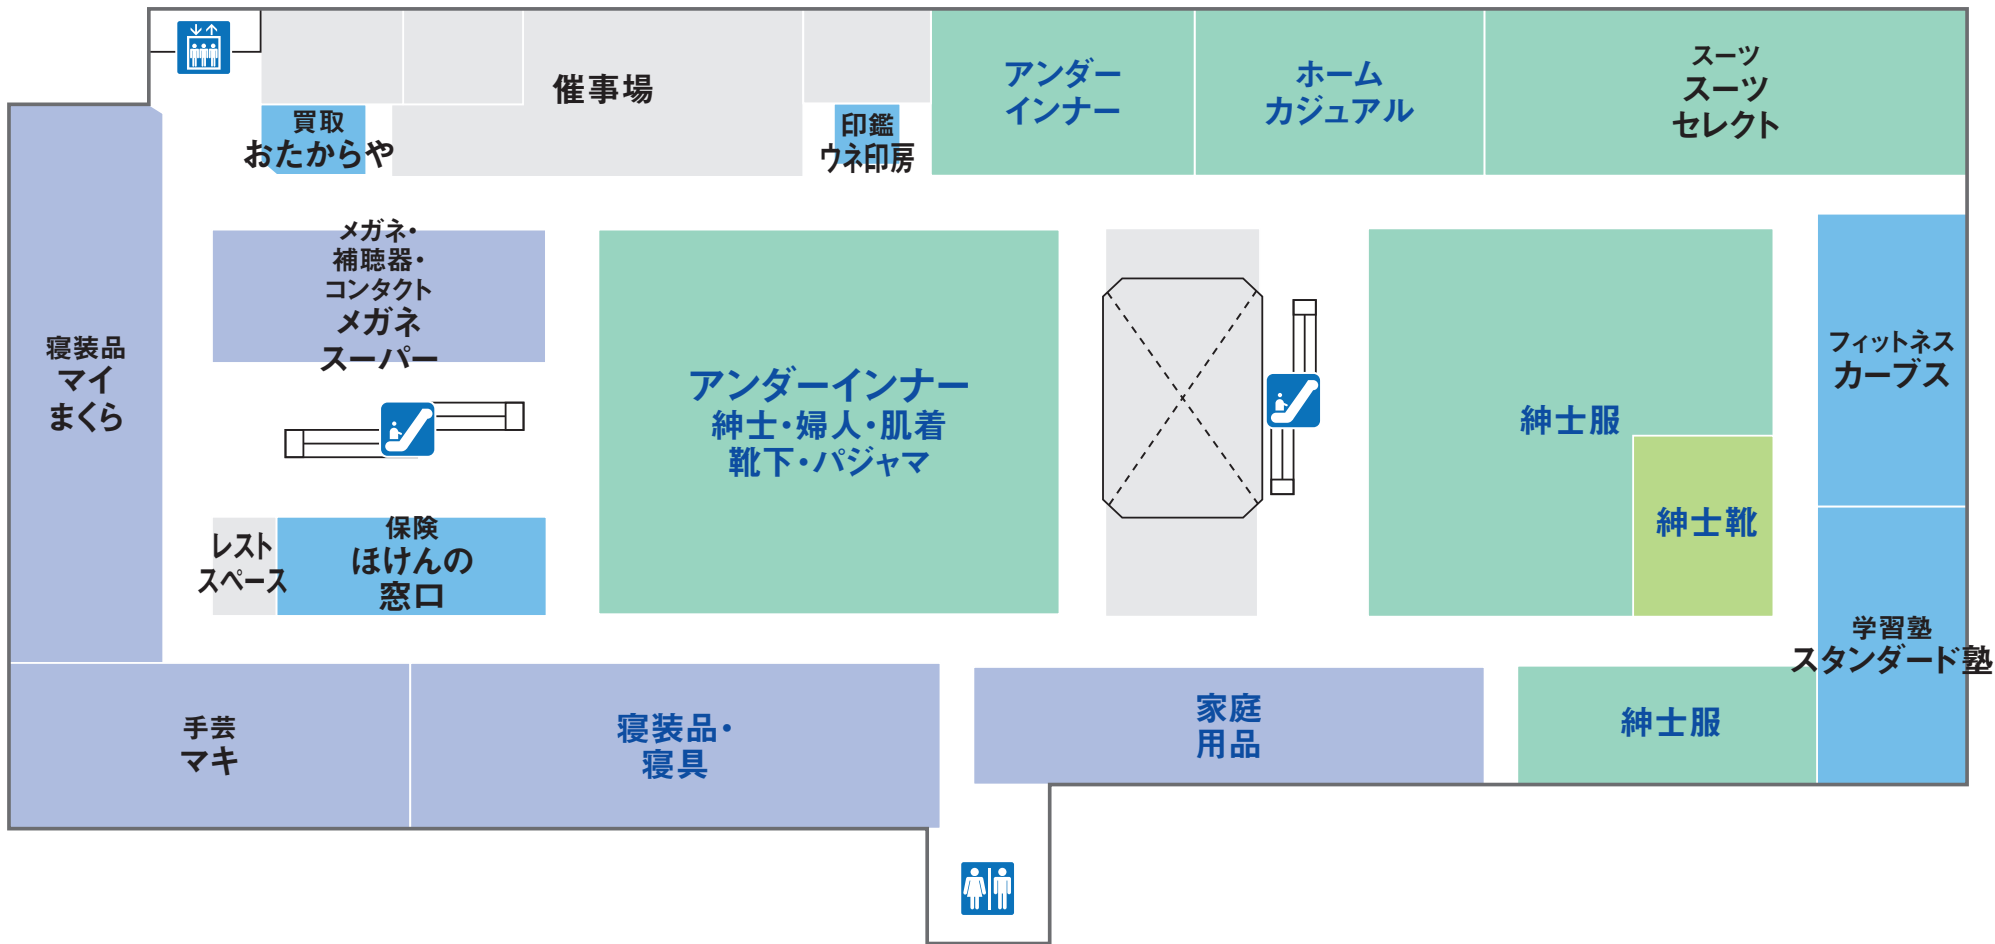 催事場
買取
おたからや
印鑑
ウネ印房
アンダー
インナー
ホーム
カジュアル
スーツ
スーツ
セレクト
メガネ・
補聴器・
コンタクト
メガネ
スーパー
寝装品
マイ
まくら
アンダーインナー
紳士・婦人・肌着
靴下・パジャマ
紳士服
紳士靴
フィットネス
カーブス
レスト
スペース
保険
ほけんの
窓口
学習塾
スタンダード塾
手芸
マキ
寝装品・
寝具
家庭
用品
紳士服